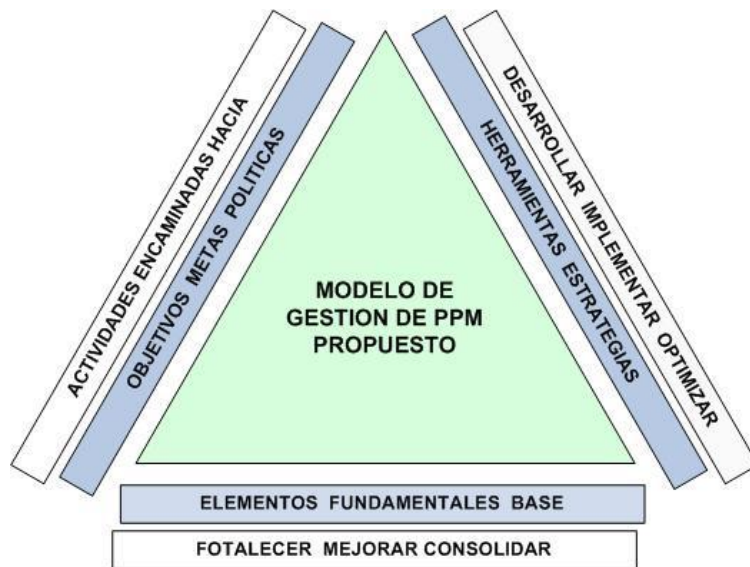 ACTIVIDADES ENCAMINADAS HACIA
OBJETIVOS METAS POLITICAS
DESARROLLAR IMPLEMENTAR OPTIMIZAR
HERRAMIENTAS ESTRATEGIAS
MODELO DE
GESTION DE PPM
PROPUESTO
ELEMENTOS FUNDAMENTALES BASE
FOTALECER MEJORAR CONSOLIDAR